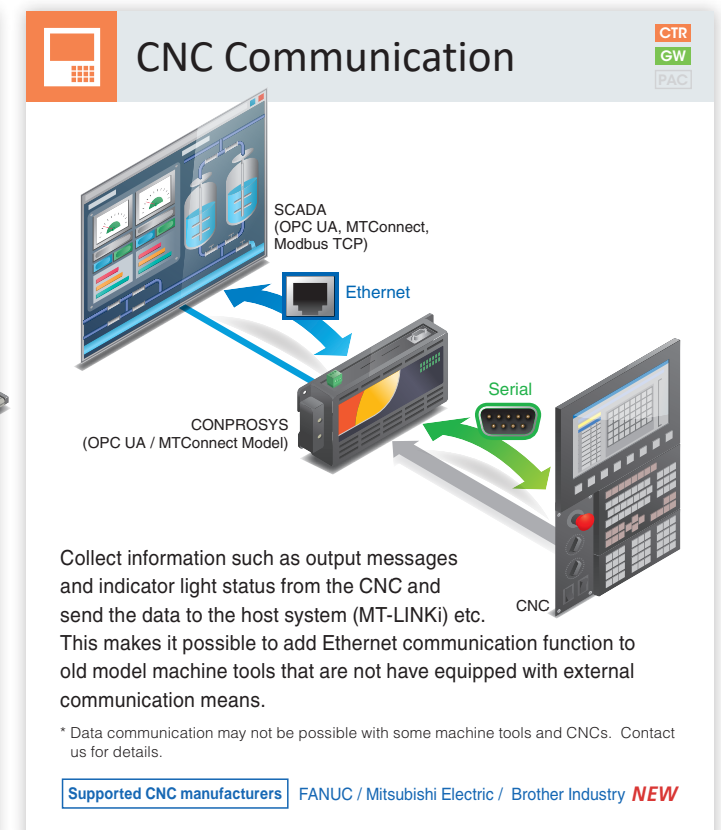 CNC Communication
CTR
GW
PAC
SCADA
(OPC UA, MTConnect,
Modbus TCP)
Ethernet
Serial
CONPROSYS
(OPC UA / MTConnect Model)
CNC
Collect information such as output messages
and indicator light status from the CNC and
send the data to the host system (MT-LINKi) etc.
This makes it possible to add Ethernet communication function to
old model machine tools that are not have equipped with external
communication means.
* Data communication may not be possible with some machine tools and CNCs. Contact
us for details.
Supported CNC manufacturers FANUC / Mitsubishi Electric / Brother Industry NEW